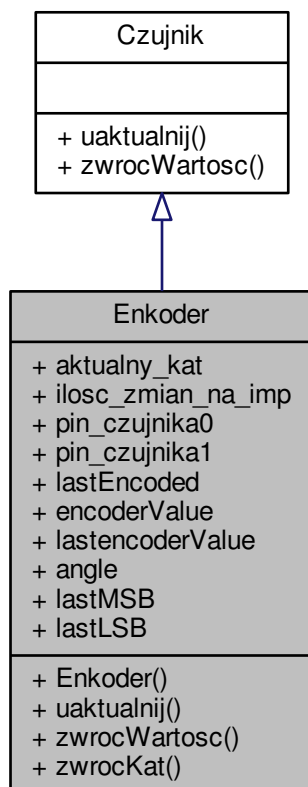 Czujnik
+ uaktualnij()
+ zwrocWartosc()
Enkoder
+ aktualny_kat
+ ilosc_zmian_na_imp
+ pin_czujnika0
+ pin_czujnika1
+ lastEncoded
+ encoderValue
+ lastencoderValue
+ angle
+ lastMSB
+ lastLSB
+ Enkoder()
+ uaktualnij()
+ zwrocWartosc()
+ zwrocKat()